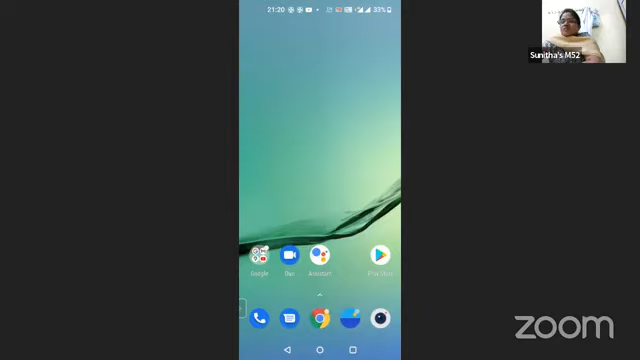 21:20
33%
Sunitha's M52
Google
Duo
Assistant
Play Store
zoom